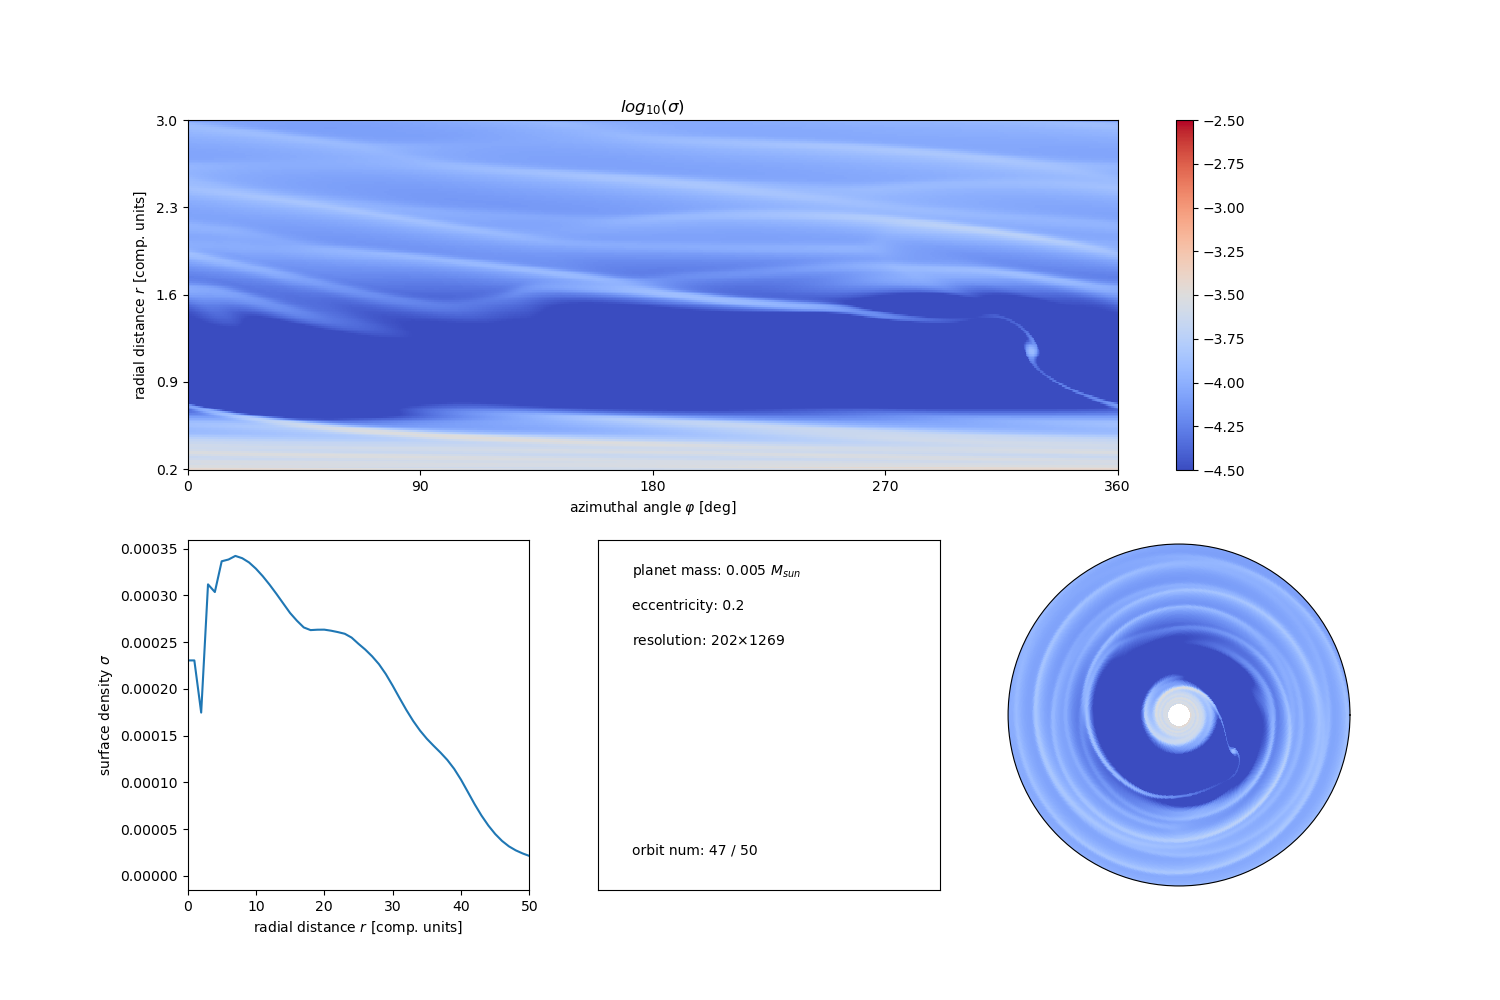 log₁₀(σ)
3.0
2.3
1.6
0.9
0.2
radial distance r [comp. units]
0 90 180 270 360
azimuthal angle φ [deg]
−2.50
−2.75
−3.00
−3.25
−3.50
−3.75
−4.00
−4.25
−4.50
0.00035
0.00030
0.00025
0.00020
0.00015
0.00010
0.00005
0.00000
surface density σ
0 10 20 30 40 50
radial distance r [comp. units]
planet mass: 0.005 M_sun
eccentricity: 0.2
resolution: 202×1269
orbit num: 47 / 50